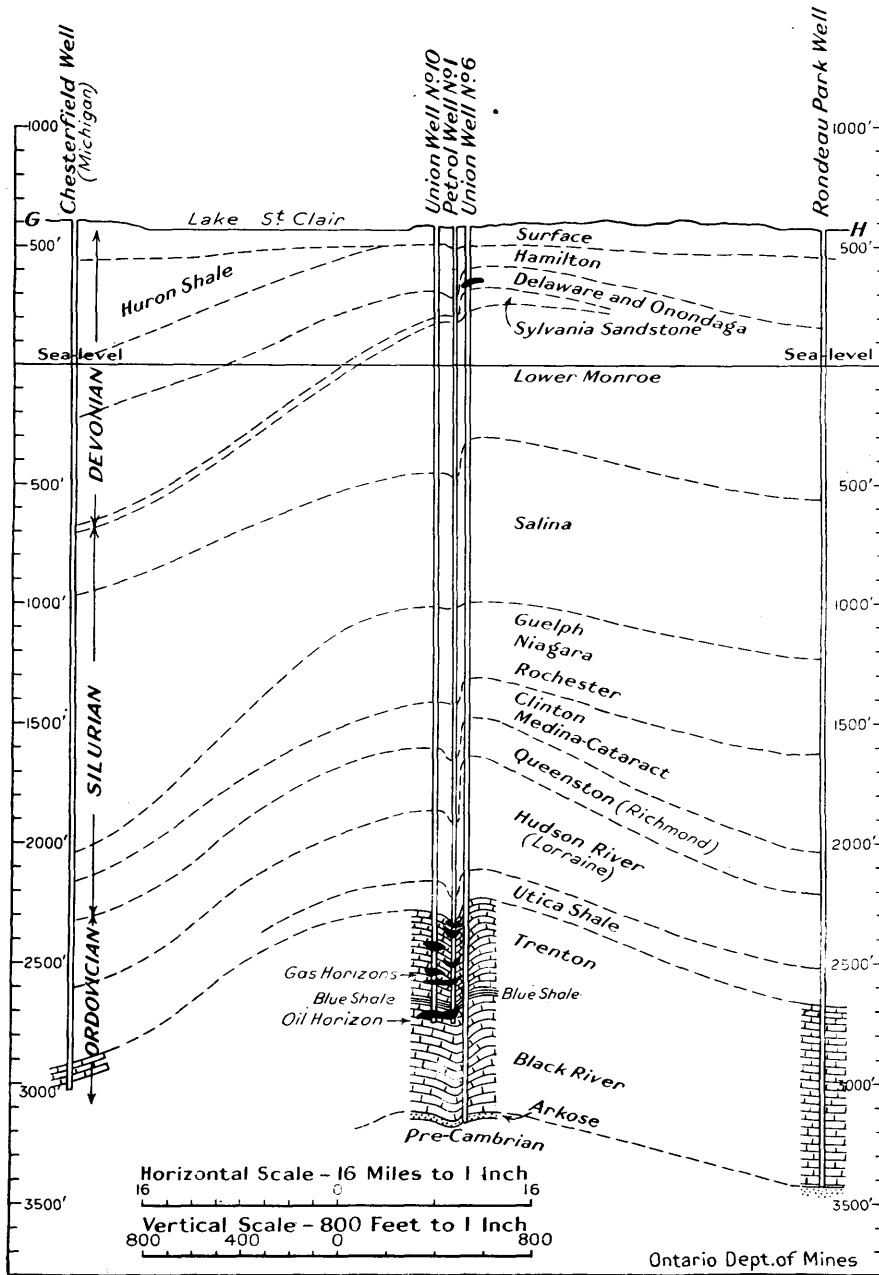 Chesterfield Well
(Michigan)
Union Well Nº10
Petrol Well Nº1
Union Well Nº6
Rondeau Park Well
1000'
1000'
G
Lake St. Clair
H
500'
Surface
500'
Hamilton
Huron Shale
Delaware and Onondaga
Sylvania Sandstone
Sea-level
Sea-level
Lower Monroe
DEVONIAN
500'
500'
Salina
1000'
1000'
Guelph
Niagara
Rochester
SILURIAN
Clinton
1500'
1500'
Medina-Cataract
Queenston (Richmond)
2000'
Hudson River
2000'
(Lorraine)
Utica Shale
Trenton
2500'
Gas Horizons
2500'
Blue Shale
Blue Shale
Oil Horizon
ORDOVICIAN
Black River
3000'
3000'
Arkose
Pre-Cambrian
Horizontal Scale - 16 Miles to 1 Inch
16 0 16
3500'
3500'
Vertical Scale - 800 Feet to 1 Inch
800 400 0 800
Ontario Dept. of Mines